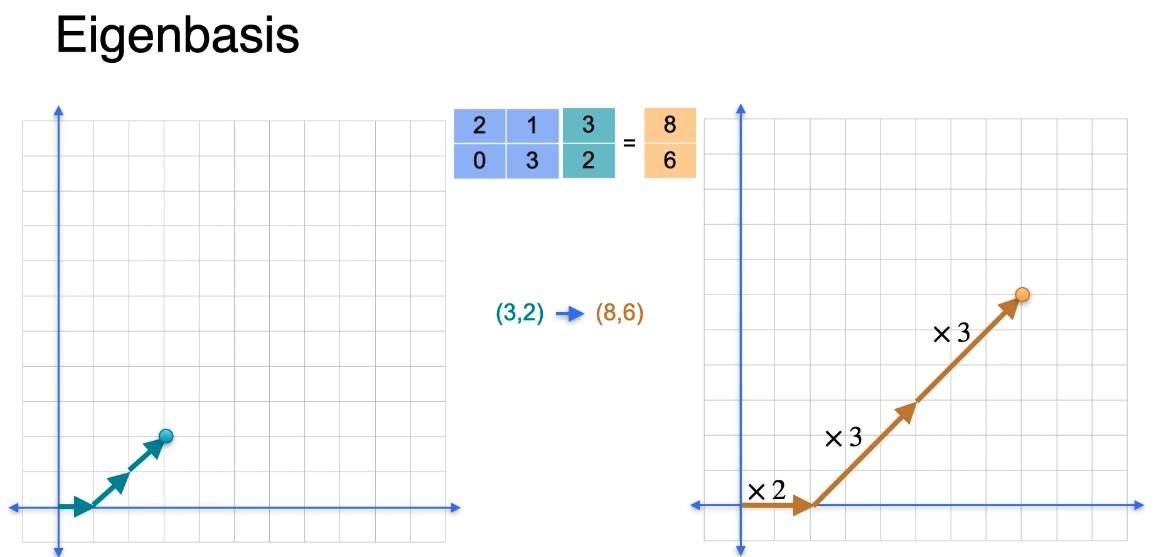 Eigenbasis
2 1 3 = 8
0 3 2 6
(3,2) → (8,6)
×3
×3
×2